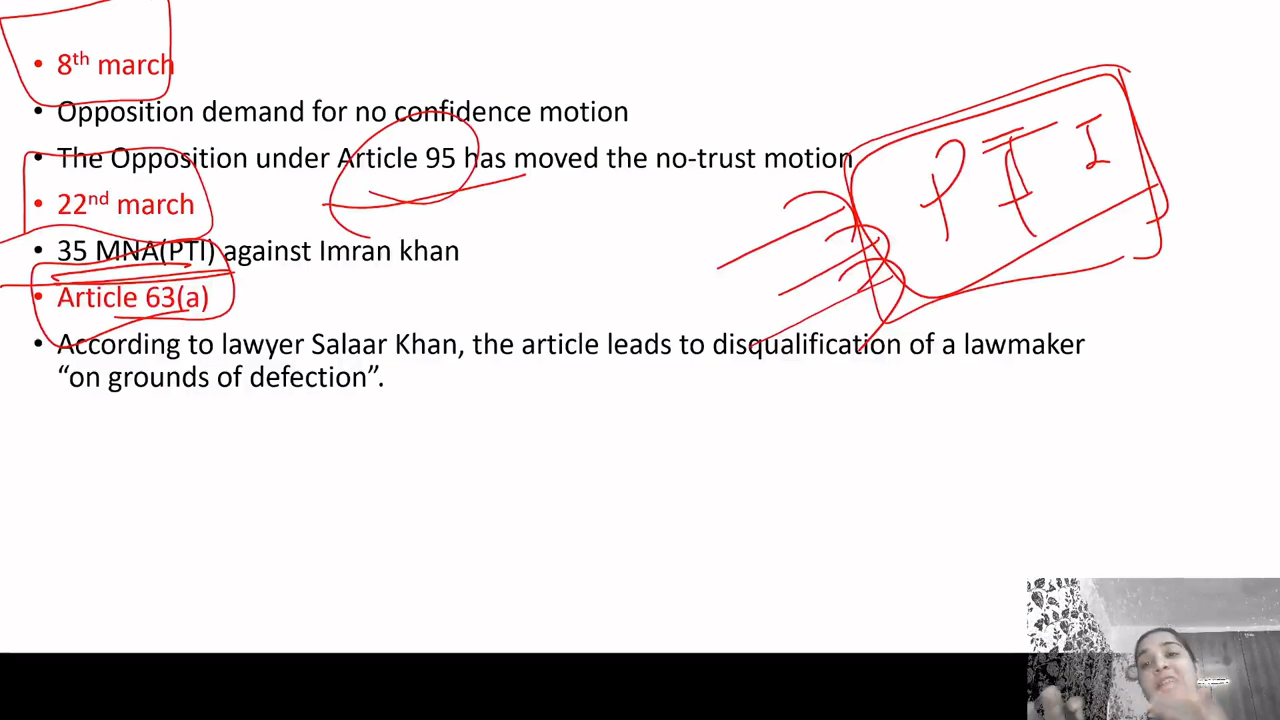 • 8th march
• Opposition demand for no confidence motion
• The Opposition under Article 95 has moved the no-trust motion
• 22nd march
• 35 MNA(PTI) against Imran khan
• Article 63(a)
• According to lawyer Salaar Khan, the article leads to disqualification of a lawmaker
“on grounds of defection”.
PTI